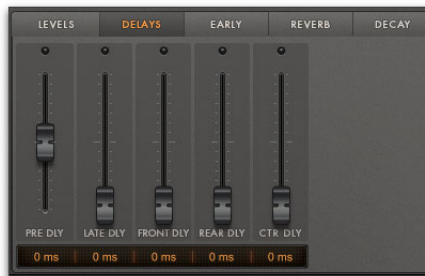 LEVELS DELAYS EARLY REVERB DECAY
PRE DLY LATE DLY FRONT DLY REAR DLY CTR DLY
0 ms 0 ms 0 ms 0 ms 0 ms